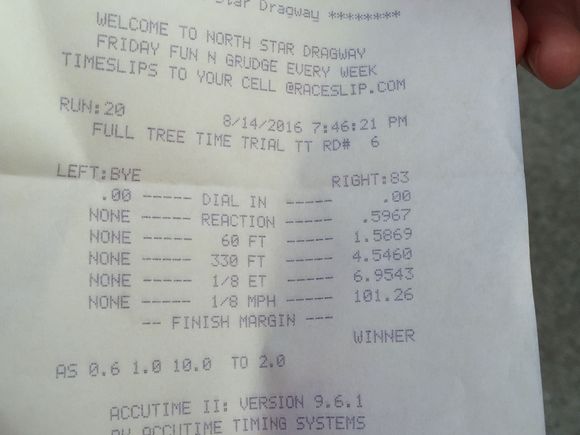 Star Dragway ********
WELCOME TO NORTH STAR DRAGWAY
FRIDAY FUN N GRUDGE EVERY WEEK
TIMESLIPS TO YOUR CELL @RACESLIP.COM
RUN:20 8/14/2016 7:46:21 PM
FULL TREE TIME TRIAL TT RD# 6
LEFT:BYE RIGHT:83
.00 ----- DIAL IN ----- .00
NONE ----- REACTION ----- .5967
NONE ----- 60 FT ----- 1.5869
NONE ----- 330 FT ----- 4.5460
NONE ----- 1/8 ET ----- 6.9543
NONE ----- 1/8 MPH ----- 101.26
-- FINISH MARGIN ---
WINNER
AS 0.6 1.0 10.0 TO 2.0
ACCUTIME II: VERSION 9.6.1
BY ACCUTIME TIMING SYSTEMS